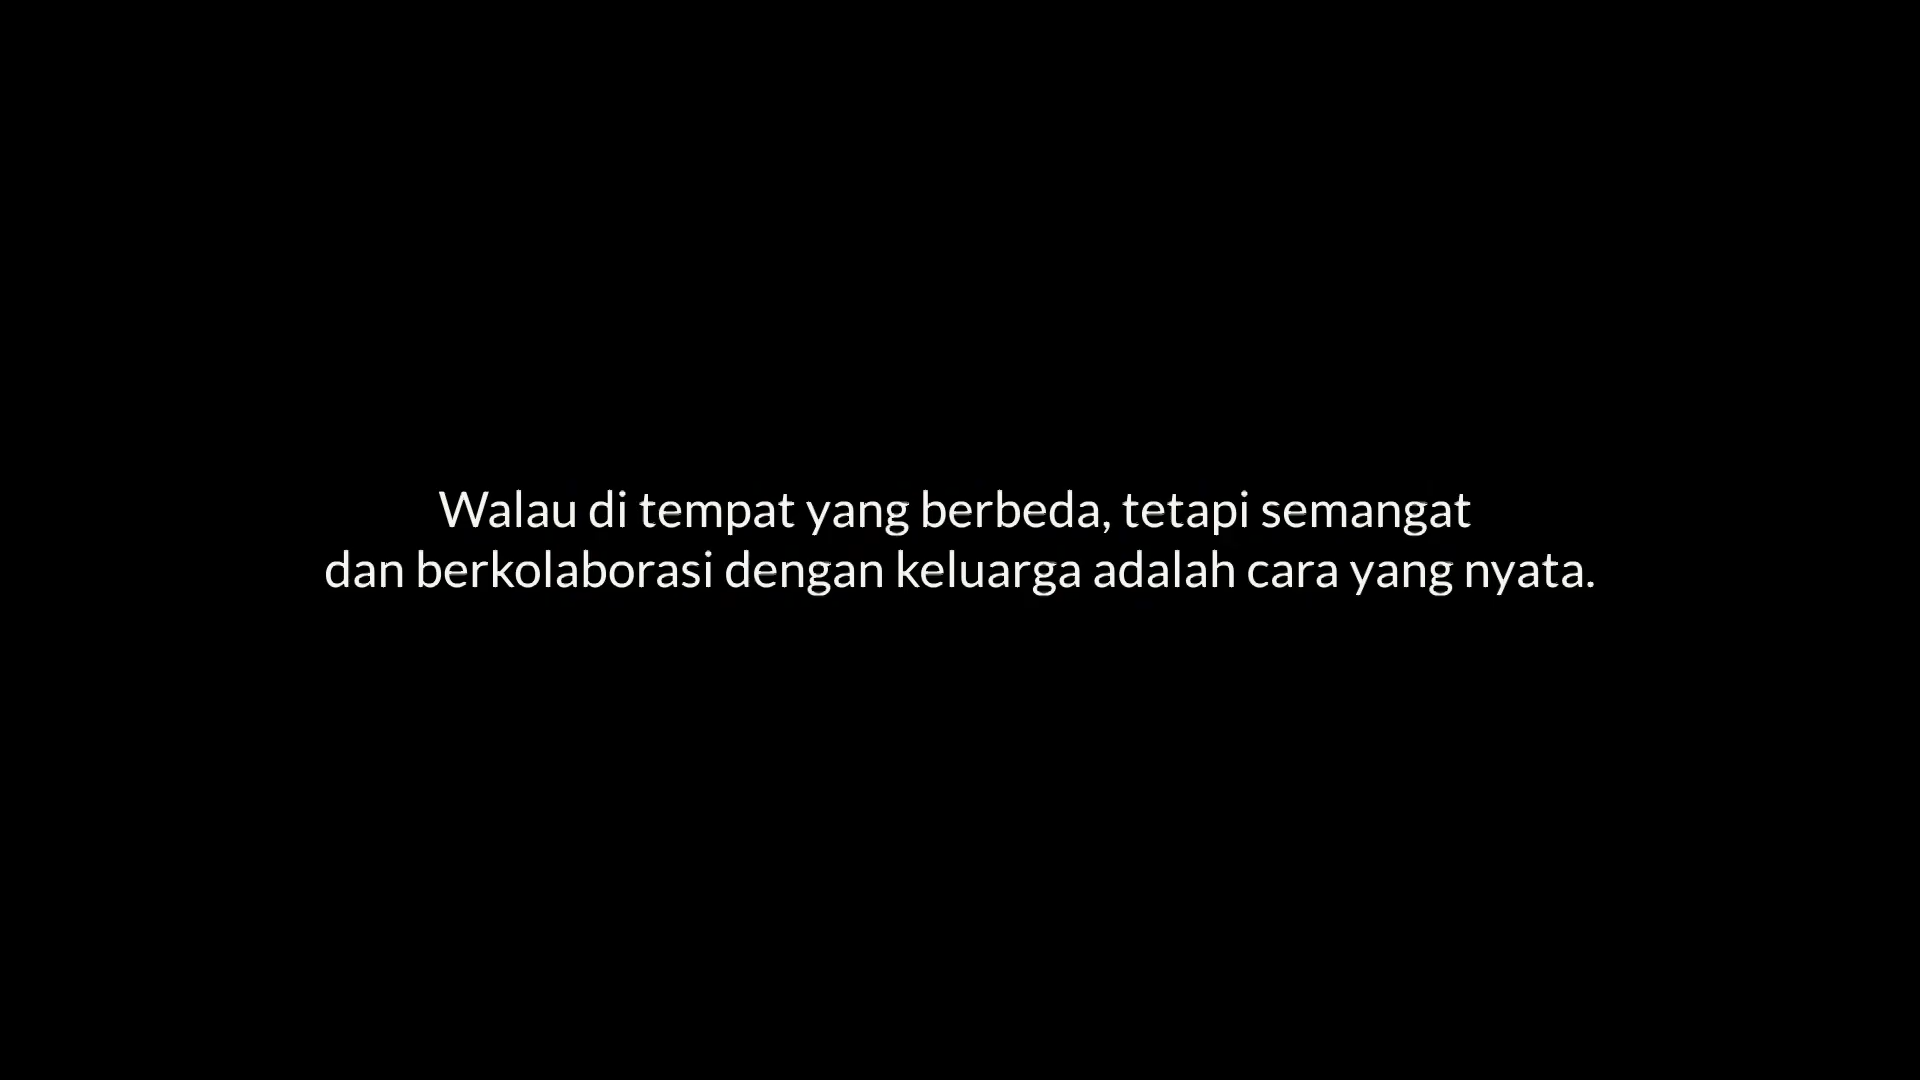 Walau di tempat yang berbeda, tetapi semangat
dan berkolaborasi dengan keluarga adalah cara yang nyata.